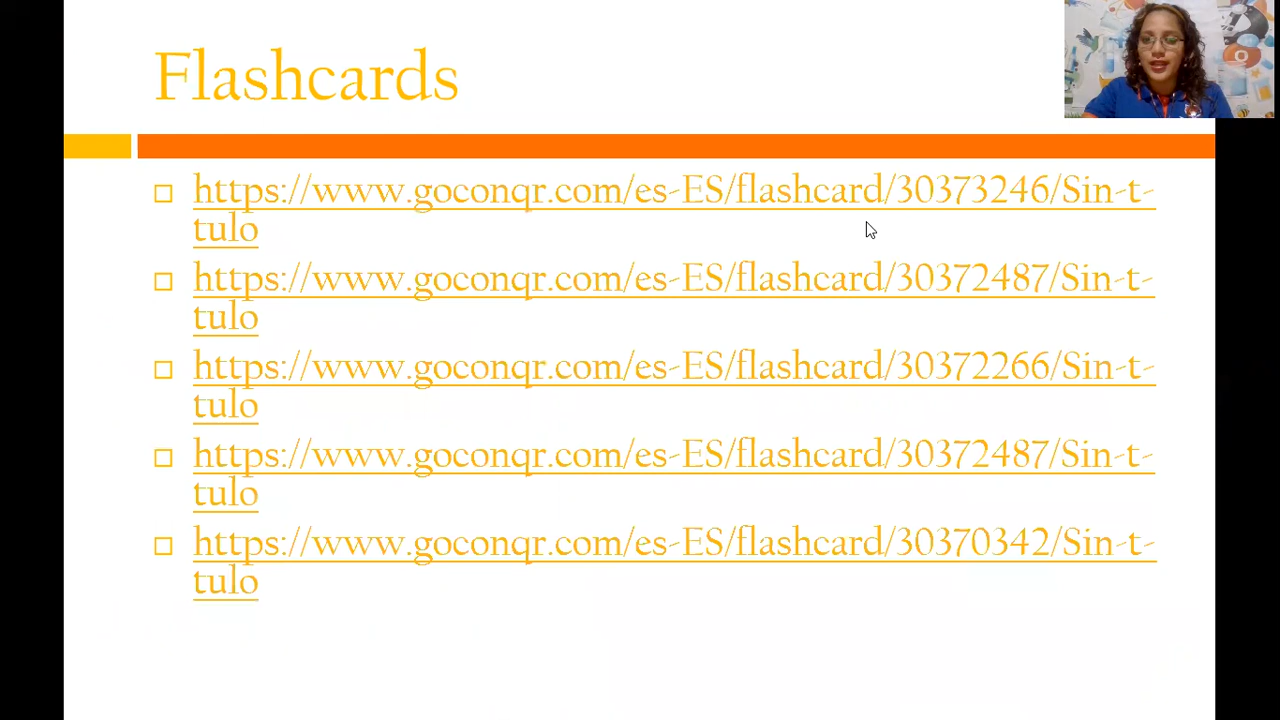 Flashcards
https://www.goconqr.com/es-ES/flashcard/30373246/Sin-t-
tulo
https://www.goconqr.com/es-ES/flashcard/30372487/Sin-t-
tulo
https://www.goconqr.com/es-ES/flashcard/30372266/Sin-t-
tulo
https://www.goconqr.com/es-ES/flashcard/30372487/Sin-t-
tulo
https://www.goconqr.com/es-ES/flashcard/30370342/Sin-t-
tulo